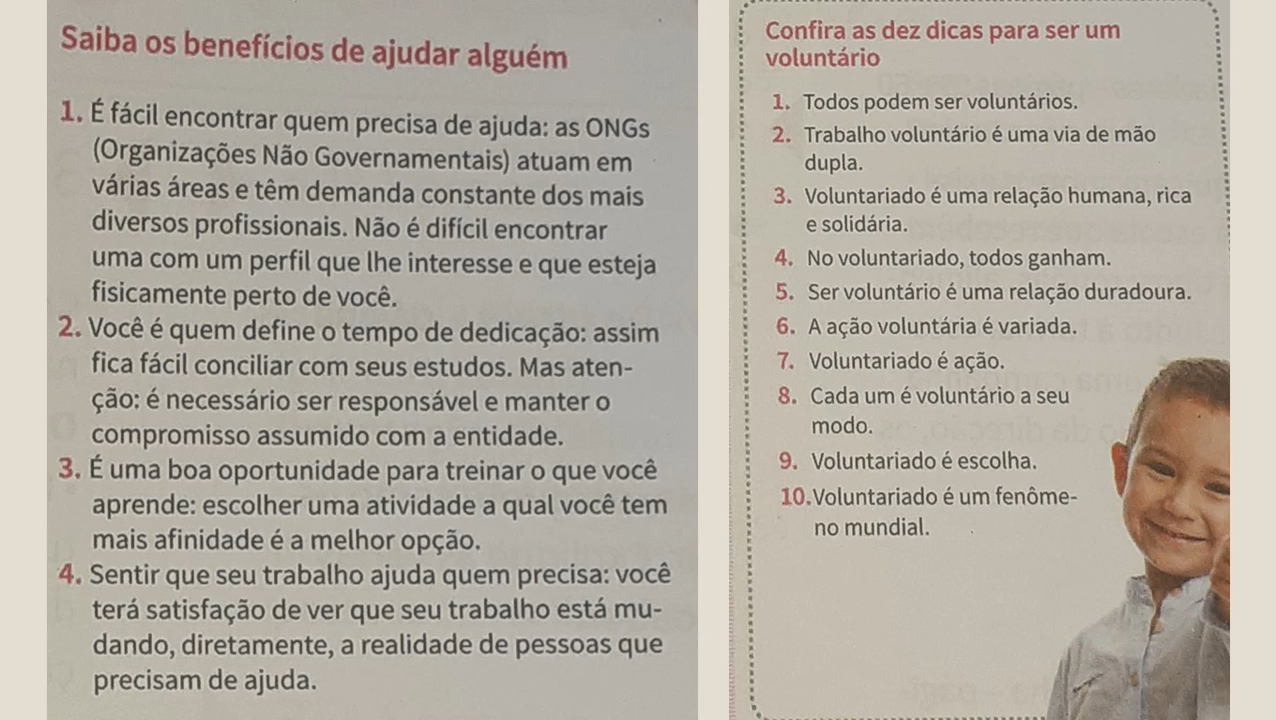 Saiba os benefícios de ajudar alguém
1. É fácil encontrar quem precisa de ajuda: as ONGs
(Organizações Não Governamentais) atuam em
várias áreas e têm demanda constante dos mais
diversos profissionais. Não é difícil encontrar
uma com um perfil que lhe interesse e que esteja
fisicamente perto de você.
2. Você é quem define o tempo de dedicação: assim
fica fácil conciliar com seus estudos. Mas aten-
ção: é necessário ser responsável e manter o
compromisso assumido com a entidade.
3. É uma boa oportunidade para treinar o que você
aprende: escolher uma atividade a qual você tem
mais afinidade é a melhor opção.
4. Sentir que seu trabalho ajuda quem precisa: você
terá satisfação de ver que seu trabalho está mu-
dando, diretamente, a realidade de pessoas que
precisam de ajuda.
Confira as dez dicas para ser um
voluntário
1. Todos podem ser voluntários.
2. Trabalho voluntário é uma via de mão
dupla.
3. Voluntariado é uma relação humana, rica
e solidária.
4. No voluntariado, todos ganham.
5. Ser voluntário é uma relação duradoura.
6. A ação voluntária é variada.
7. Voluntariado é ação.
8. Cada um é voluntário a seu
modo.
9. Voluntariado é escolha.
10. Voluntariado é um fenôme-
no mundial.